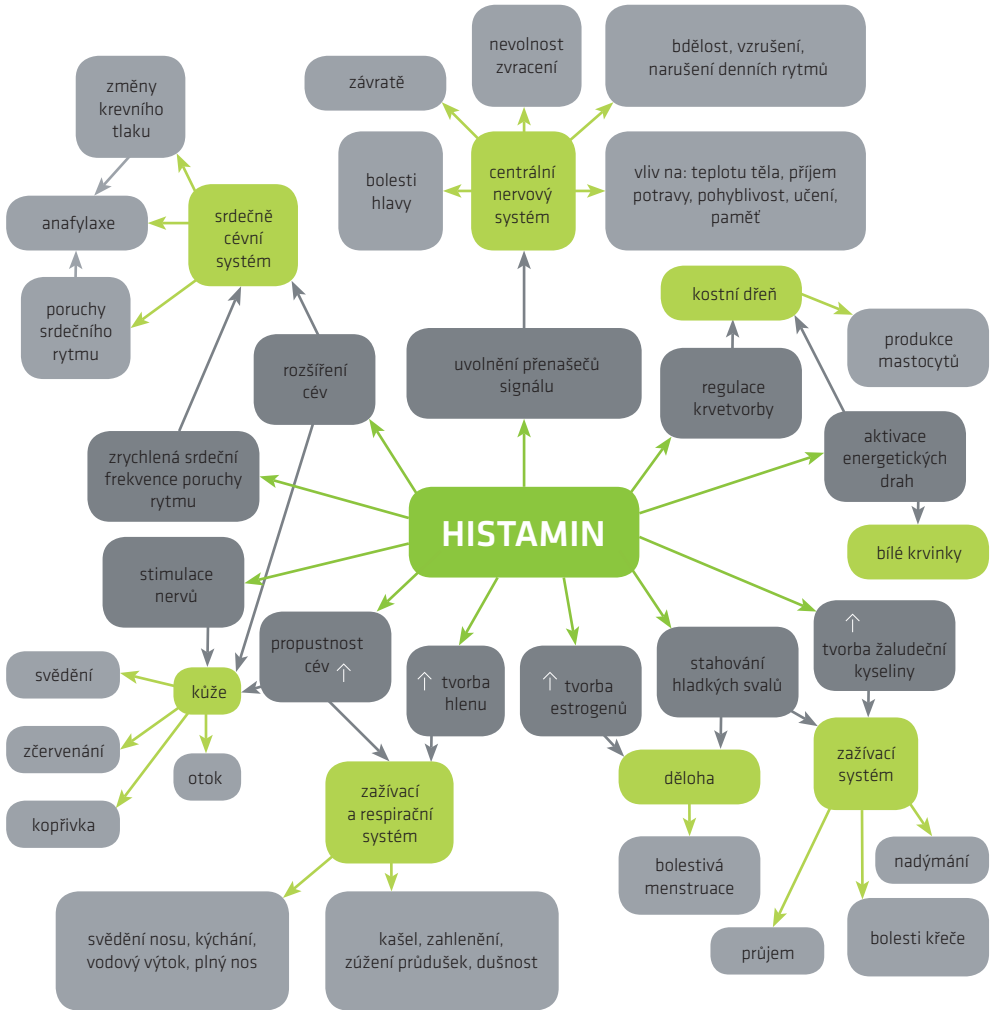 nevolnost
zvracení
bdělost, vzrušení,
narušení denních rytmů
závratě
změny
krevního
tlaku
bolesti
hlavy
centrální
nervový
systém
vliv na: teplotu těla, příjem
potravy, pohyblivost, učení,
paměť
anafylaxe
srdečně
cévní
systém
poruchy
srdečního
rytmu
kostní dřeň
produkce
mastocytů
rozšíření
cév
uvolnění přenašečů
signálu
regulace
krvetvorby
aktivace
energetických
drah
zrychlená srdeční
frekvence poruchy
rytmu
HISTAMIN
bílé krvinky
stimulace
nervů
propustnost
cév ↑
↑ tvorba
hlenu
↑ tvorba
estrogenů
stahování
hladkých svalů
↑
tvorba žaludeční
kyseliny
svědění
kůže
zčervenání
otok
kopřivka
zažívací
a respirační
systém
děloha
zažívací
systém
bolestivá
menstruace
nadýmání
svědění nosu, kýchání,
vodový výtok, plný nos
kašel, zahlenění,
zúžení průdušek, dušnost
průjem
bolesti křeče